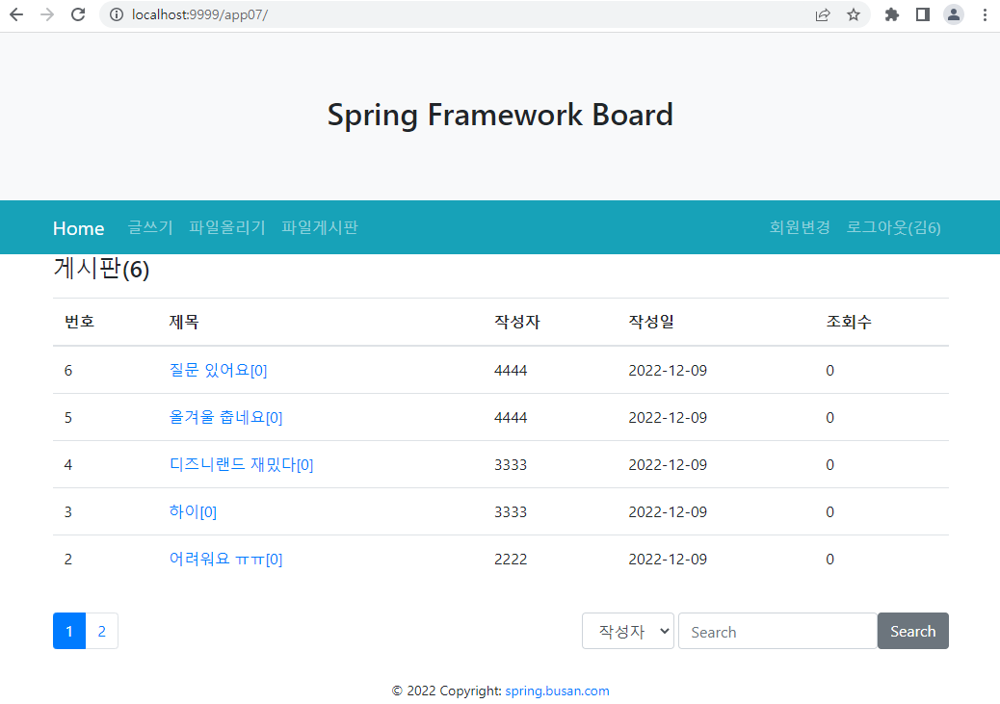 localhost:9999/app07/
Spring Framework Board
Home 글쓰기 파일올리기 파일게시판 회원변경 로그아웃(김6)
게시판(6)
번호 제목 작성자 작성일 조회수
6 질문 있어요[0] 4444 2022-12-09 0
5 올겨울 춥네요[0] 4444 2022-12-09 0
4 디즈니랜드 재밌다[0] 3333 2022-12-09 0
3 하이[0] 3333 2022-12-09 0
2 어려워요 ㅠㅠ[0] 2222 2022-12-09 0
1 2 작성자 Search Search
© 2022 Copyright: spring.busan.com